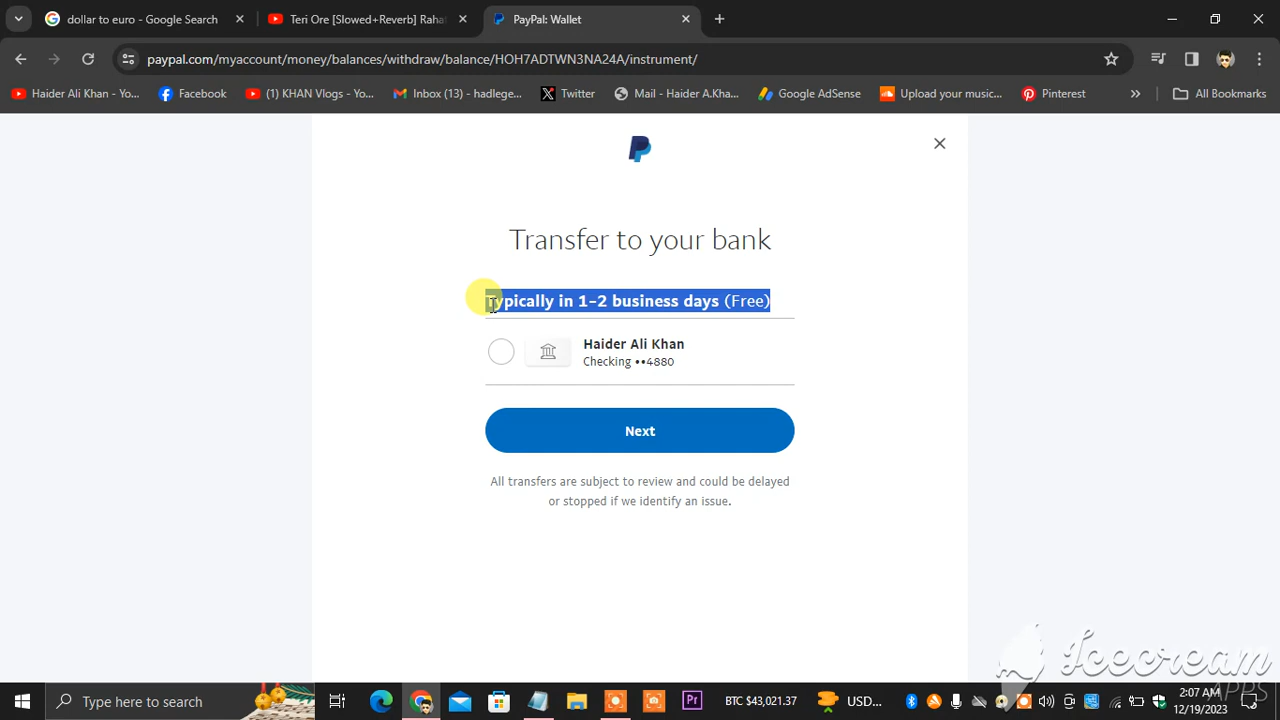 dollar to euro - Google Search
Teri Ore [Slowed+Reverb] Raha
PayPal: Wallet
paypal.com/myaccount/money/balances/withdraw/balance/HOH7ADTWN3NA24A/instrument/
Haider Ali Khan - Yo...
Facebook
(1) KHAN Vlogs - Yo...
Inbox (13) - hadlege...
Twitter
Mail - Haider A.Kha...
Google AdSense
Upload your music...
Pinterest
All Bookmarks
Transfer to your bank
Typically in 1-2 business days (Free)
Haider Ali Khan
Checking ••4880
Next
All transfers are subject to review and could be delayed
or stopped if we identify an issue.
Icecream
APPS
Type here to search
Pr
BTC $43,021.37
USD...
12/19/2023